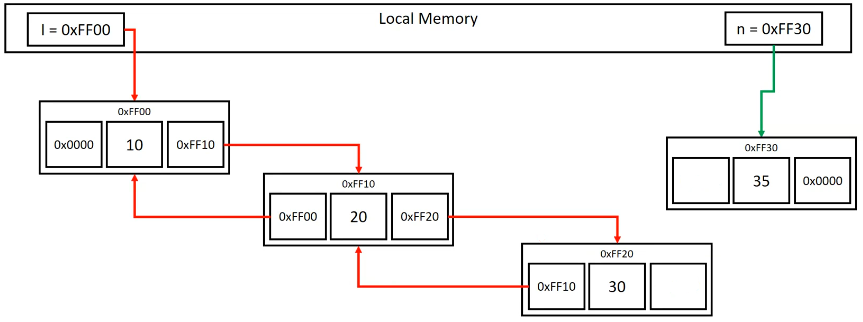 Local Memory
l = 0xFF00
n = 0xFF30
0xFF00
0x0000 10 0xFF10
0xFF30
35 0x0000
0xFF10
0xFF00 20 0xFF20
0xFF20
0xFF10 30